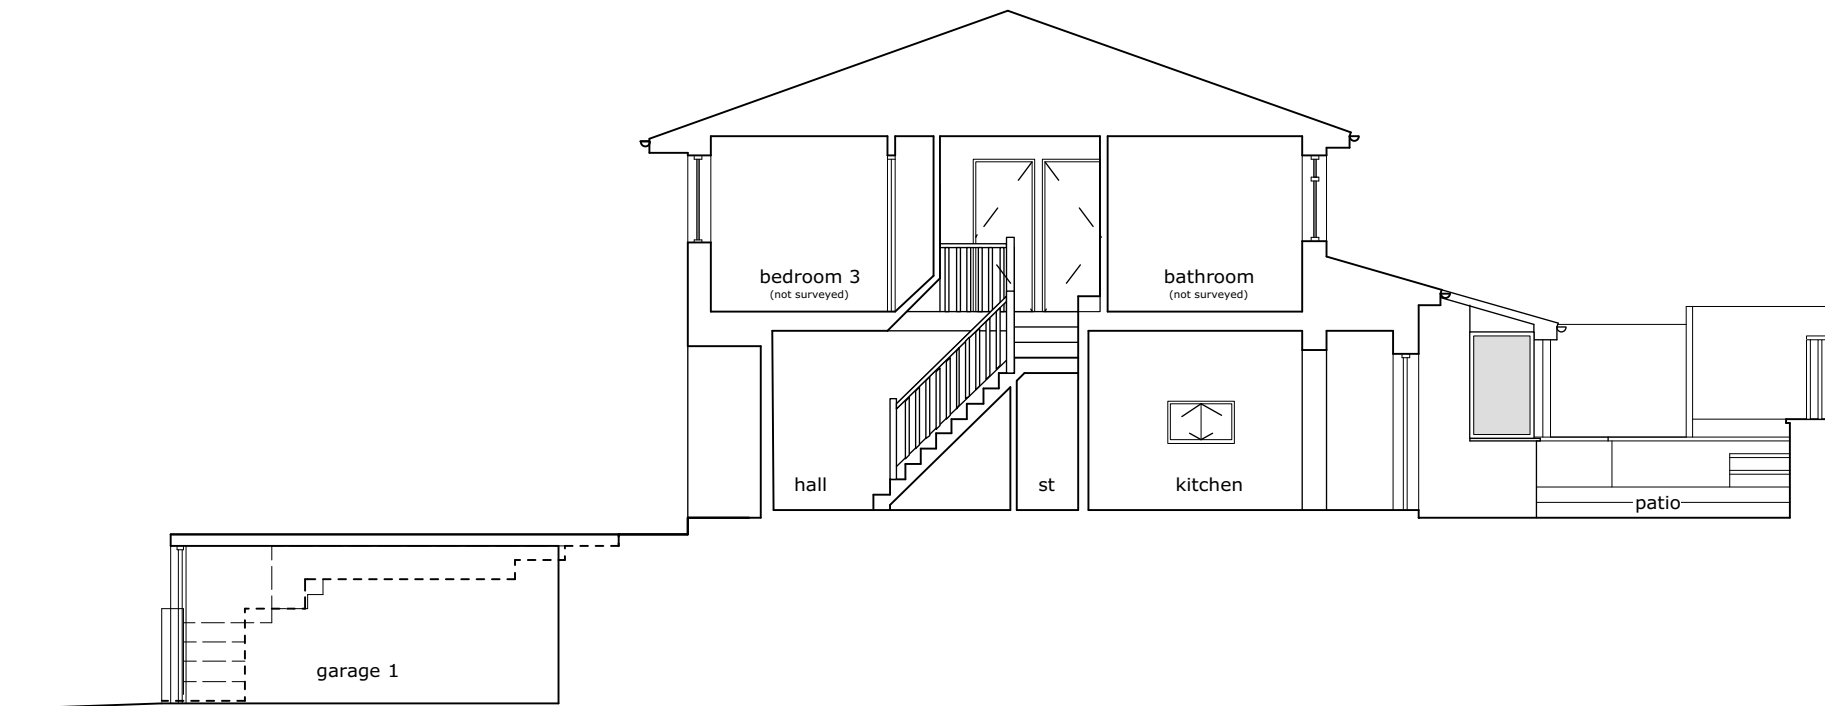 bedroom 3
(not surveyed)
bathroom
(not surveyed)
hall
st
kitchen
patio
garage 1